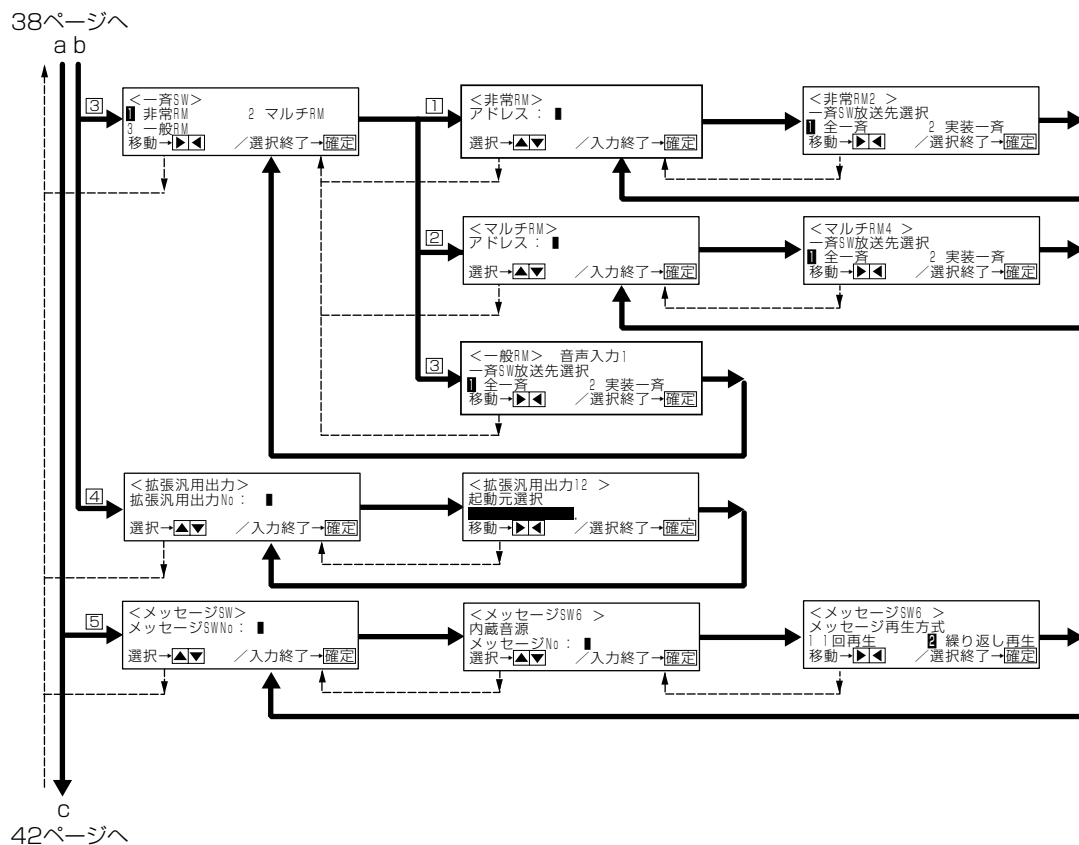 38ページへ
a b
3
<一斉SW>
1 非常RM 2 マルチRM
3 一般RM
移動→▶◀ /選択終了→確定
1
<非常RM>
アドレス：
選択→▲▼ /入力終了→確定
<非常RM2 >
一斉SW放送先選択
1 全一斉 2 実装一斉
移動→▶◀ /選択終了→確定
2
<マルチRM>
アドレス：
選択→▲▼ /入力終了→確定
<マルチRM4 >
一斉SW放送先選択
1 全一斉 2 実装一斉
移動→▶◀ /選択終了→確定
3
<一般RM> 音声入力1
一斉SW放送先選択
1 全一斉 2 実装一斉
移動→▶◀ /選択終了→確定
4
<拡張汎用出力>
拡張汎用出力No：
選択→▲▼ /入力終了→確定
<拡張汎用出力12 >
起動元選択
移動→▶◀ /選択終了→確定
5
<メッセージSW>
メッセージSWNo：
選択→▲▼ /入力終了→確定
<メッセージSW6 >
内蔵音源
メッセージNo：
選択→▲▼ /入力終了→確定
<メッセージSW6 >
メッセージ再生方式
1 1回再生 2 繰り返し再生
移動→▶◀ /選択終了→確定
c
42ページへ